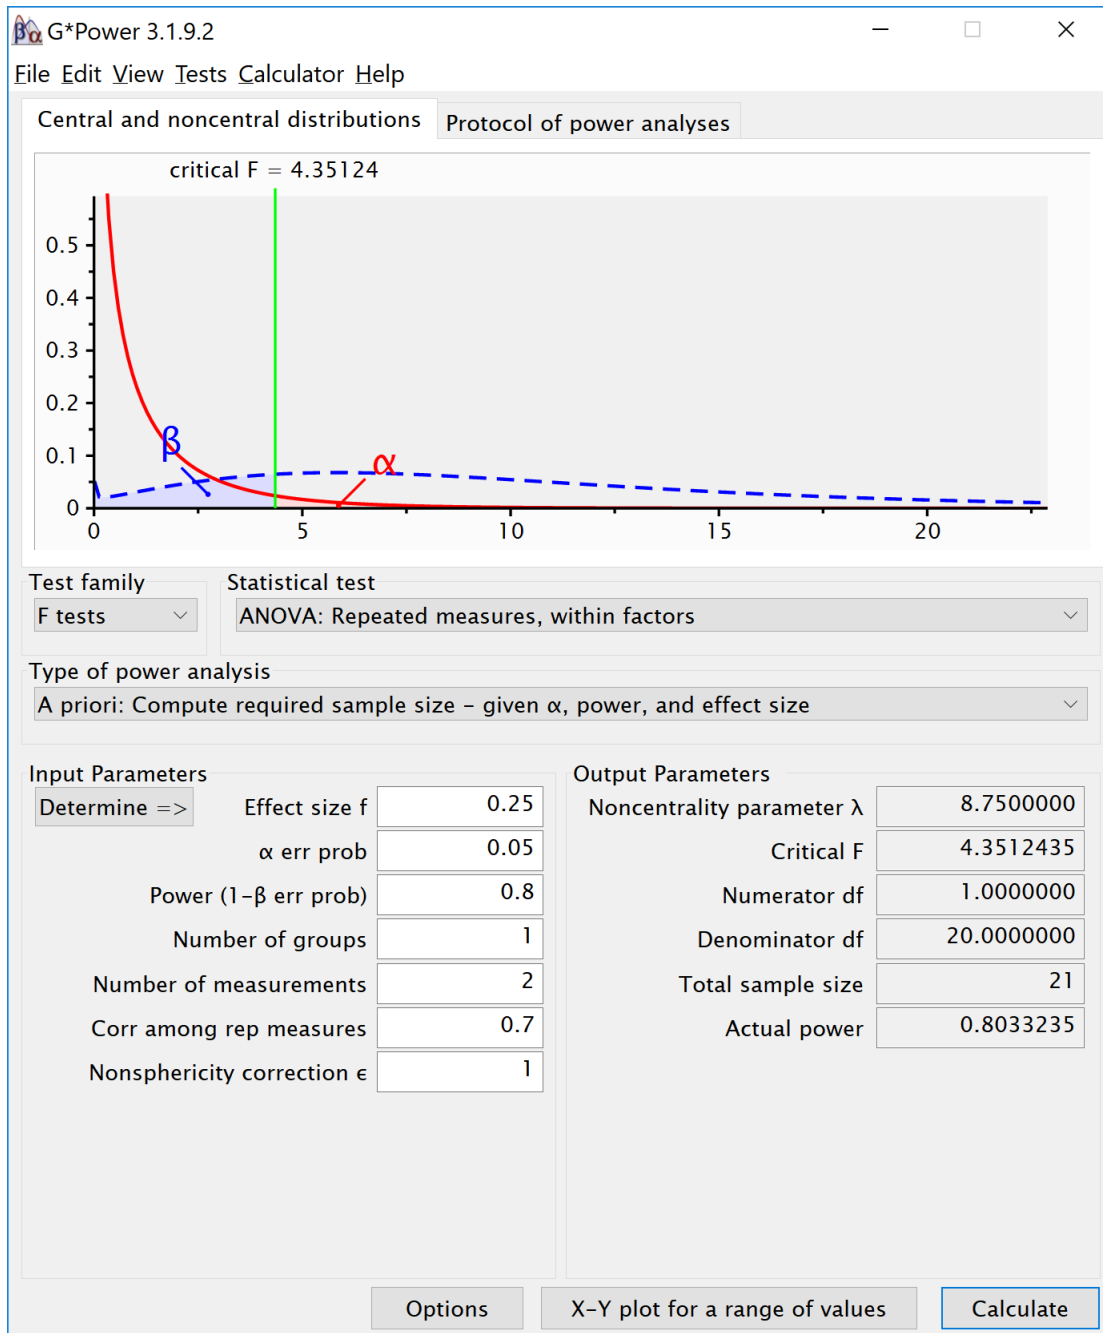 G*Power 3.1.9.2
File Edit View Tests Calculator Help
Central and noncentral distributions Protocol of power analyses
critical F = 4.35124
0.5
0.4
0.3
0.2
0.1
0
β
α
0 5 10 15 20
Test family Statistical test
F tests ANOVA: Repeated measures, within factors
Type of power analysis
A priori: Compute required sample size – given α, power, and effect size
Input Parameters Output Parameters
Determine => Effect size f 0.25 Noncentrality parameter λ 8.7500000
α err prob 0.05 Critical F 4.3512435
Power (1-β err prob) 0.8 Numerator df 1.0000000
Number of groups 1 Denominator df 20.0000000
Number of measurements 2 Total sample size 21
Corr among rep measures 0.7 Actual power 0.8033235
Nonsphericity correction ϵ 1
Options X-Y plot for a range of values Calculate